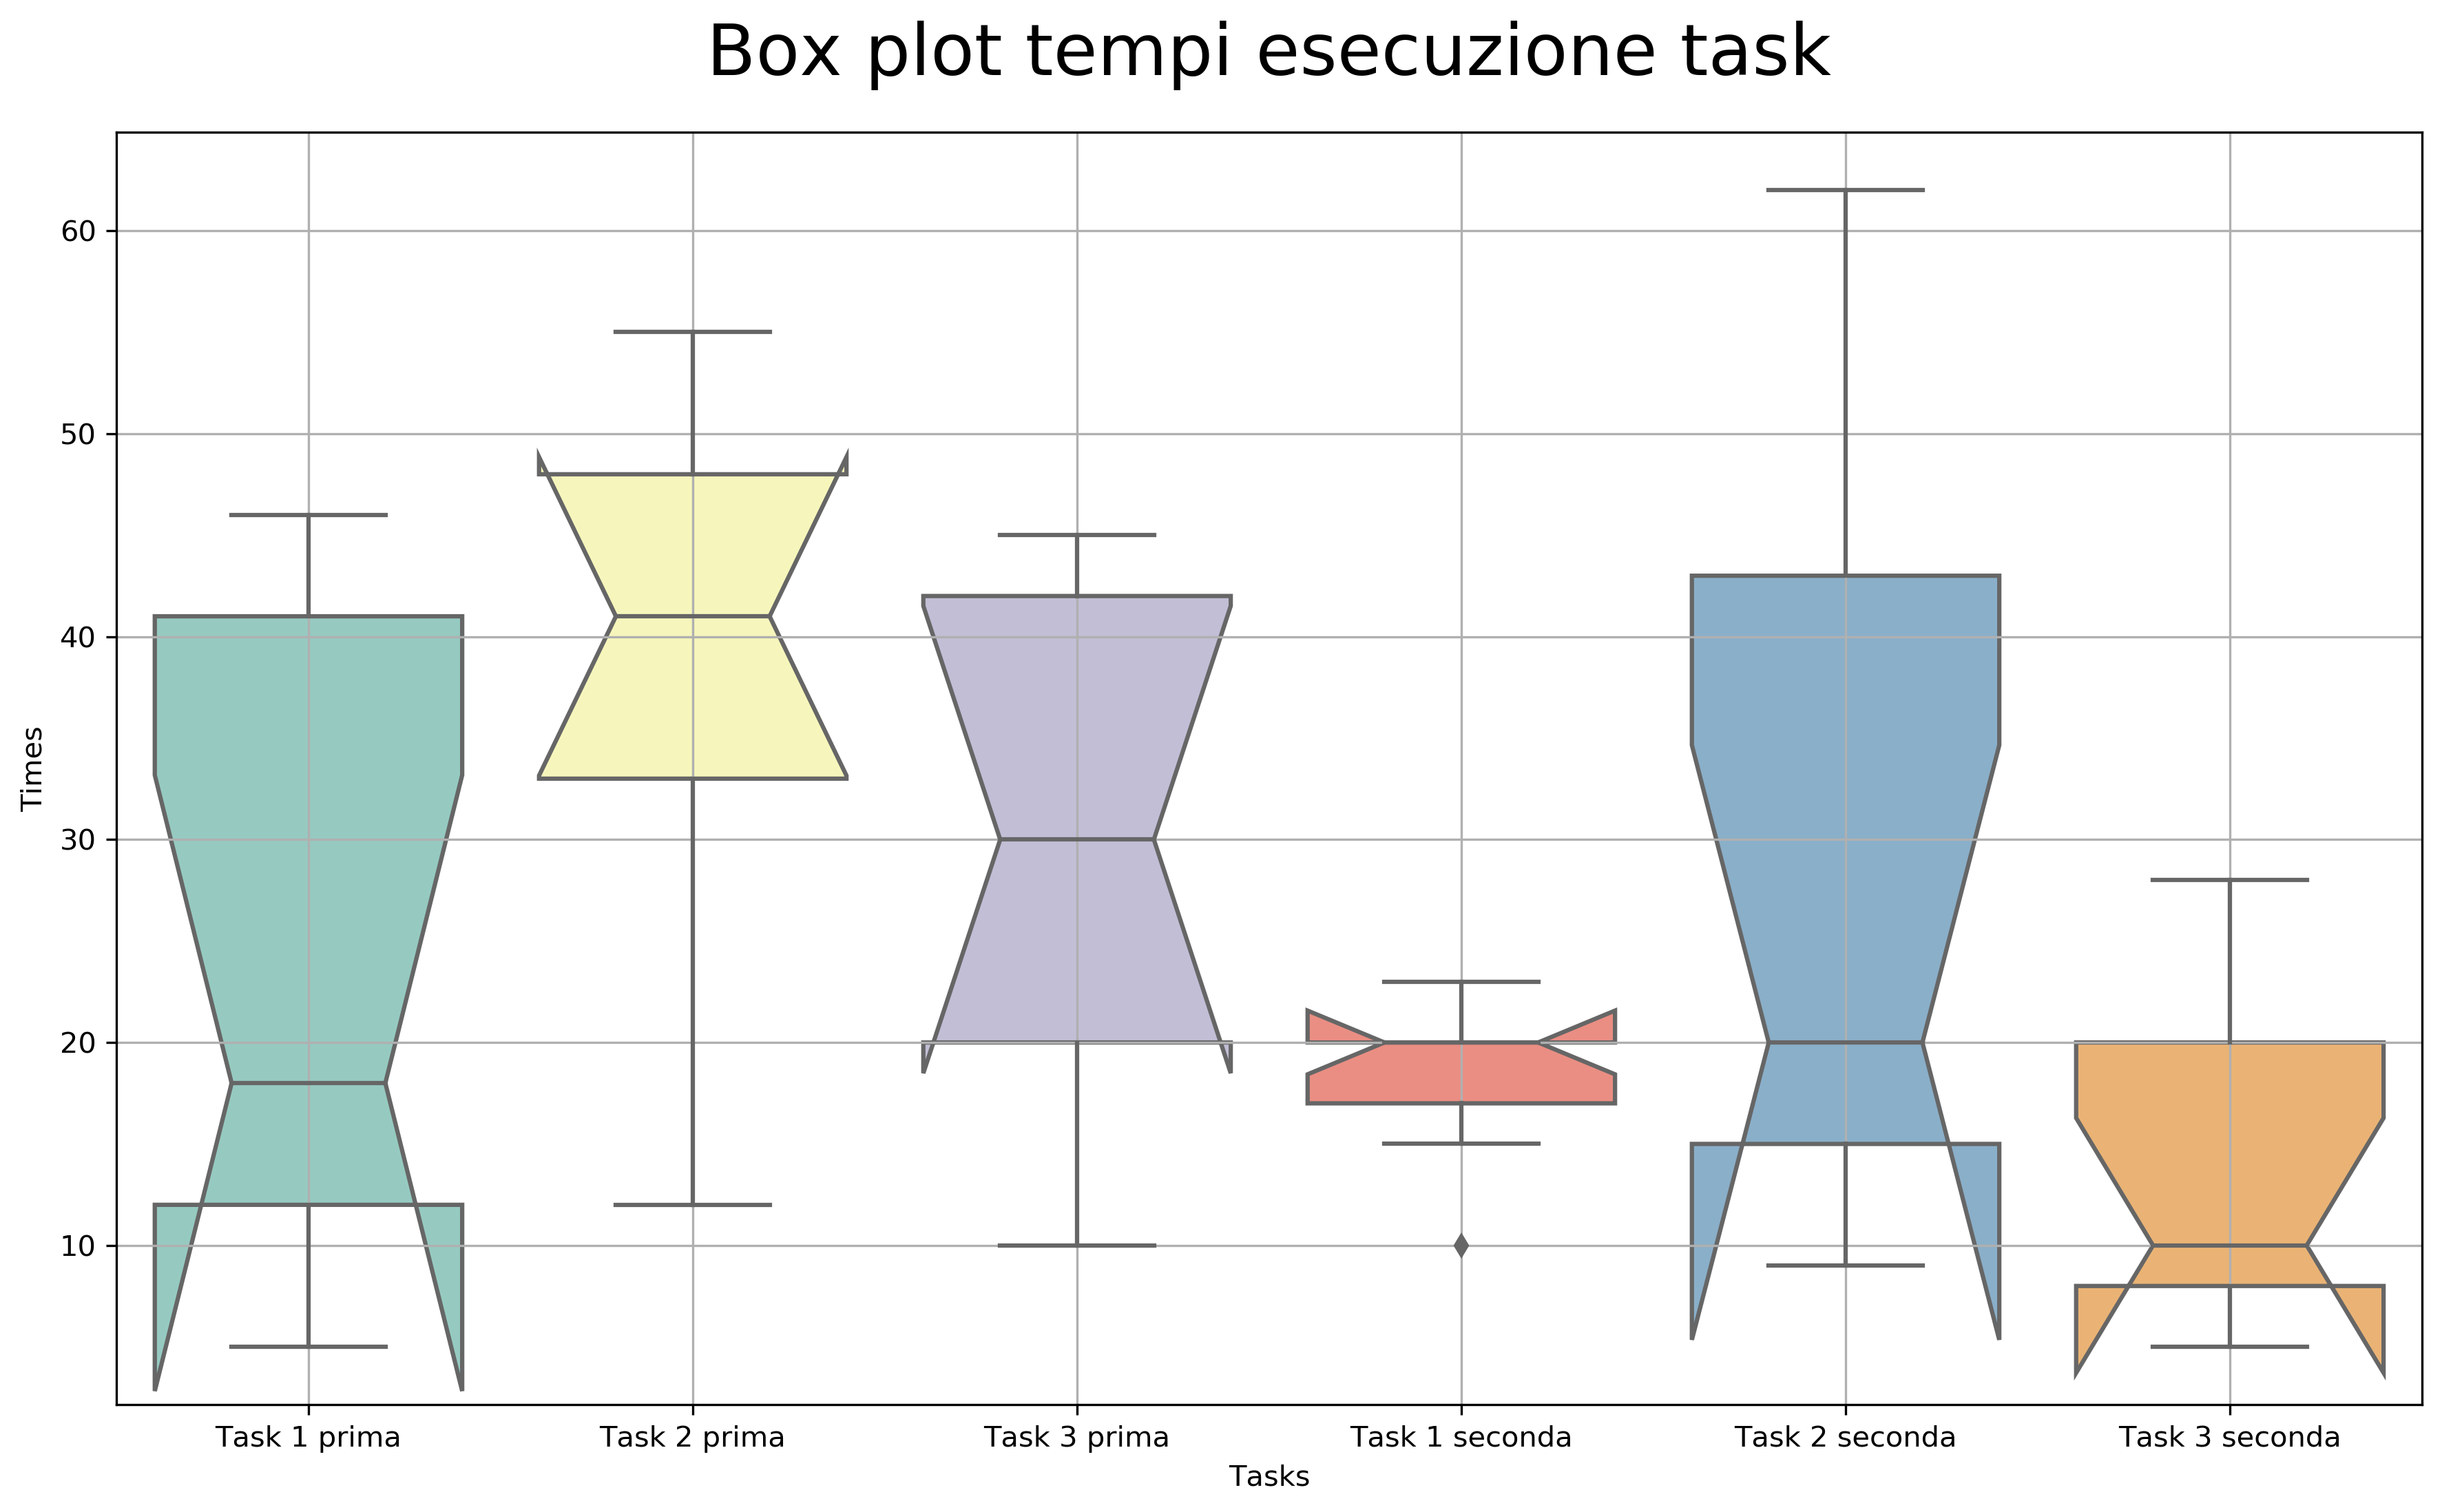 Box plot tempi esecuzione task
Times
60
50
40
30
20
10
Task 1 prima
Task 2 prima
Task 3 prima
Task 1 seconda
Task 2 seconda
Task 3 seconda
Tasks